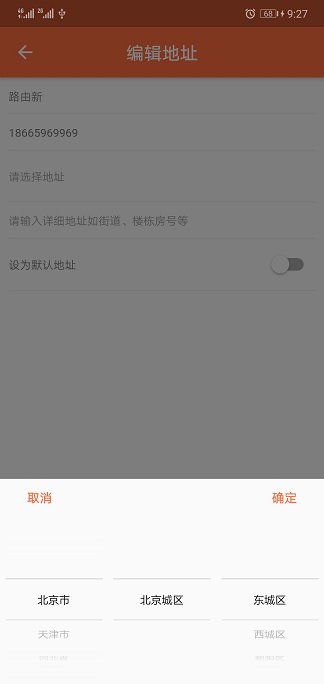 4G 2G 68 9:27
编辑地址
路由新
18665969969
请选择地址
请输入详细地址如街道、楼栋房号等
设为默认地址
取消 确定
北京市 北京城区 东城区
天津市 西城区